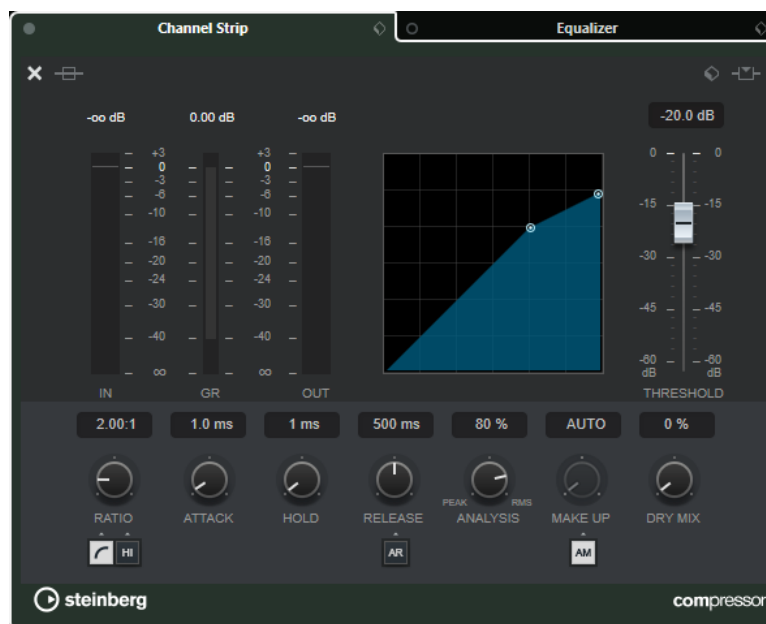 Channel Strip Equalizer
-oo dB 0.00 dB -oo dB -20.0 dB
+3 +3 0 0
0 0
-3 -3
-6 -6
-10 -10 -15 -15
-16 -16
-20 -20 -30 -30
-24 -24
-30 -30 -45 -45
-40 -40
-60 -60
∞ ∞ dB dB
IN GR OUT THRESHOLD
2.00:1 1.0 ms 1 ms 500 ms 80 % AUTO 0 %
PEAK RMS
RATIO ATTACK HOLD RELEASE ANALYSIS MAKE UP DRY MIX
HI AR AM
steinberg compressor